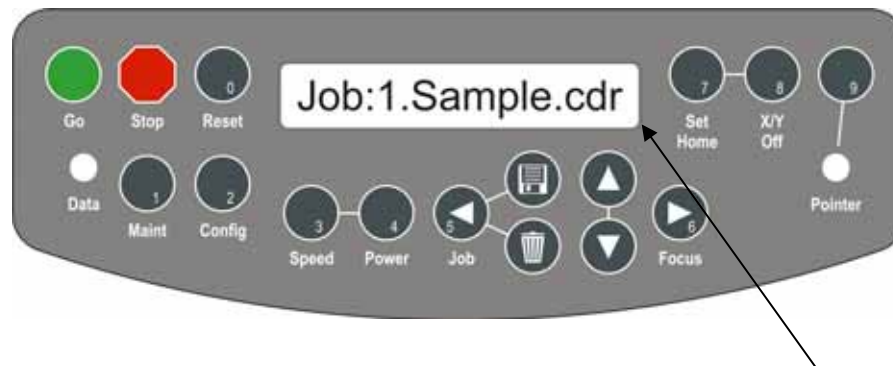 Job:1.Sample.cdr
Go
Stop
0
Reset
7
Set
Home
8
X/Y
Off
9
Data
1
Maint
2
Config
3
Speed
4
Power
5
Job
6
Focus
Pointer